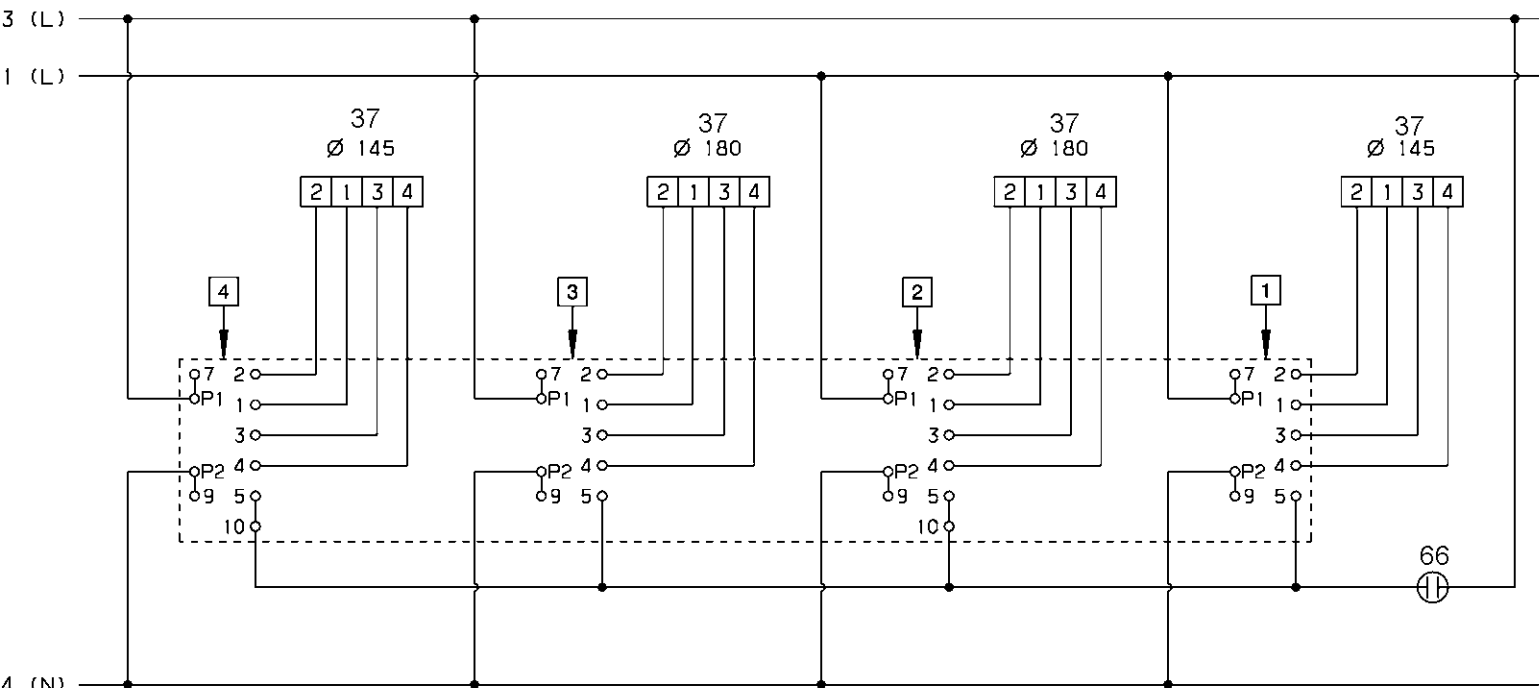 3 (L)
1 (L)
37 37 37 37
Ø 145 Ø 180 Ø 180 Ø 145
2 1 3 4 2 1 3 4 2 1 3 4 2 1 3 4
4 3 2 1
7 2 7 2 7 2 7 2
P1 1 P1 1 P1 1 P1 1
3 3 3 3
P2 4 P2 4 P2 4 P2 4
9 5 9 5 9 5 9 5
10 10
66
4 (N)